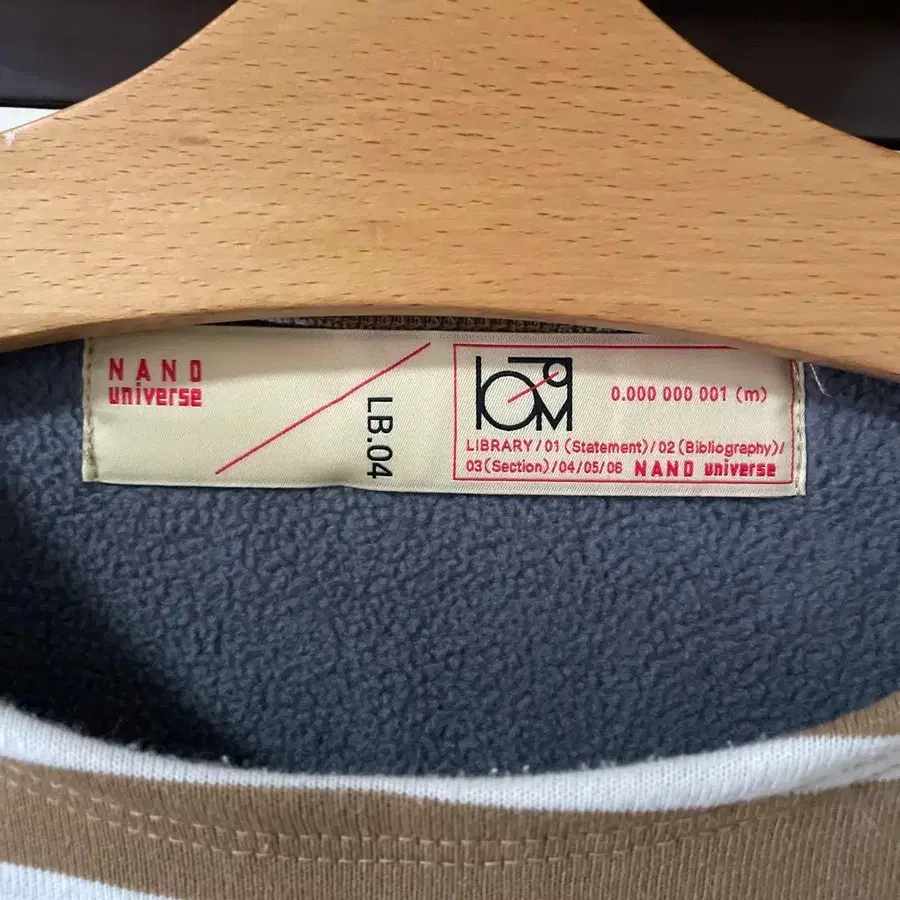 NANO
universe
LB.04
0.000 000 001 (m)
LIBRARY/01 (Statement)/02 (Bibliography)/
03 (Section)/04/05/06 NANO universe